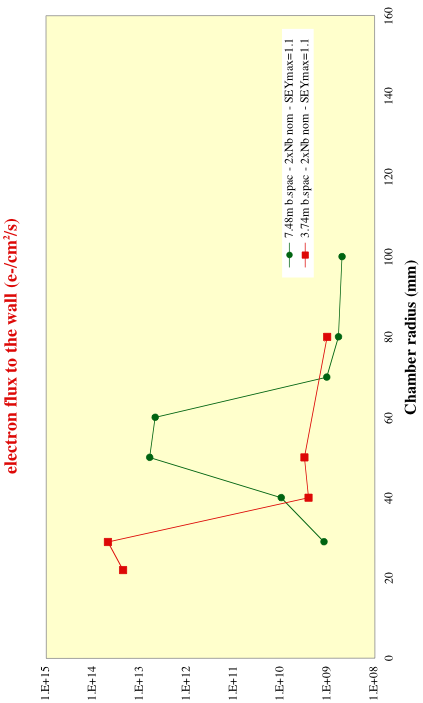 electron flux to the wall (e-/cm²/s)
1.E+15
1.E+14
1.E+13
1.E+12
1.E+11
1.E+10
1.E+09
1.E+08
7.48m b.spac - 2xNb nom - SEYmax=1.1
3.74m b.spac - 2xNb nom - SEYmax=1.1
0
20
40
60
80
100
120
140
160
Chamber radius (mm)